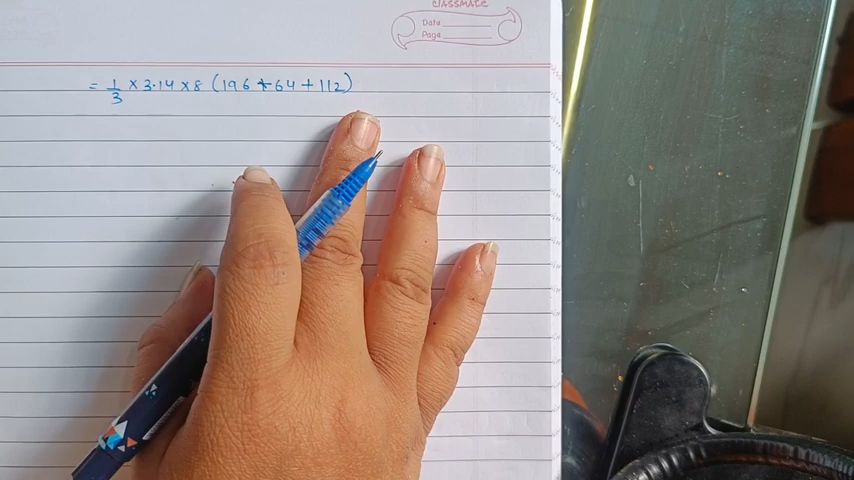 CLASSMATE
Date
Page
= 1/3 × 3.14 × 8 (196 + 64 + 112)